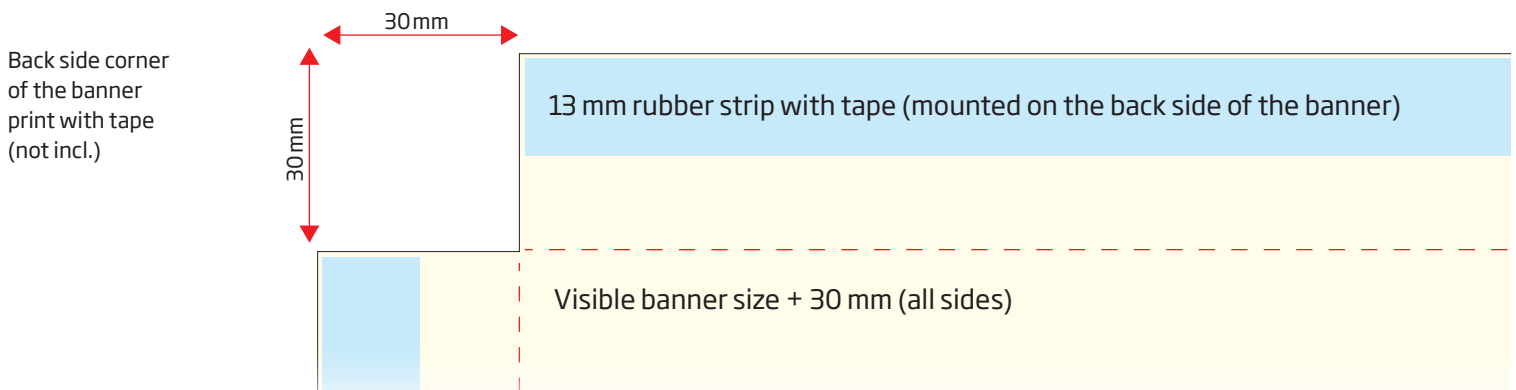 30 mm
Back side corner
of the banner
print with tape
(not incl.)
30 mm
13 mm rubber strip with tape (mounted on the back side of the banner)
Visible banner size + 30 mm (all sides)